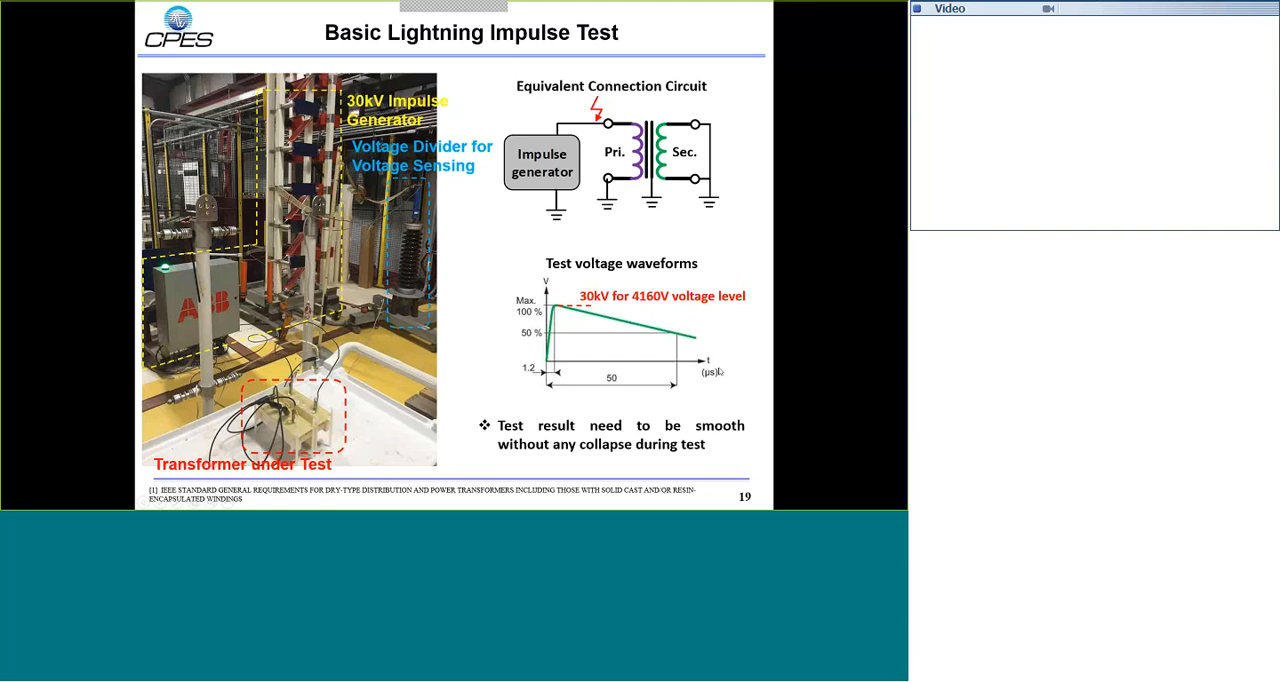 Video
CPES
Basic Lightning Impulse Test
30kV Impulse
Generator
Voltage Divider for
Voltage Sensing
ABB
Transformer under Test
Equivalent Connection Circuit
Impulse
generator
Pri.
Sec.
Test voltage waveforms
V
Max.
100 %
50 %
30kV for 4160V voltage level
t
(μs)
1.2
50
❖ Test result need to be smooth
without any collapse during test
[1] IEEE STANDARD GENERAL REQUIREMENTS FOR DRY-TYPE DISTRIBUTION AND POWER TRANSFORMERS INCLUDING THOSE WITH SOLID CAST AND/OR RESIN-
ENCAPSULATED WINDINGS
19